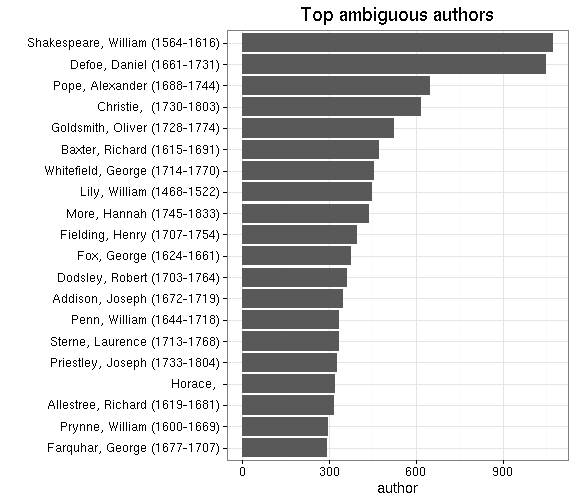 Top ambiguous authors
Shakespeare, William (1564-1616)
Defoe, Daniel (1661-1731)
Pope, Alexander (1688-1744)
Christie,  (1730-1803)
Goldsmith, Oliver (1728-1774)
Baxter, Richard (1615-1691)
Whitefield, George (1714-1770)
Lily, William (1468-1522)
More, Hannah (1745-1833)
Fielding, Henry (1707-1754)
Fox, George (1624-1661)
Dodsley, Robert (1703-1764)
Addison, Joseph (1672-1719)
Penn, William (1644-1718)
Sterne, Laurence (1713-1768)
Priestley, Joseph (1733-1804)
Horace,
Allestree, Richard (1619-1681)
Prynne, William (1600-1669)
Farquhar, George (1677-1707)
0 300 600 900
author